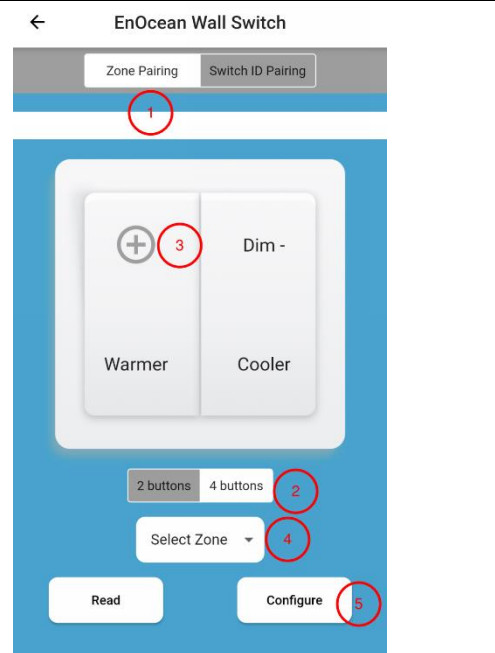 EnOcean Wall Switch
Zone Pairing Switch ID Pairing
1
3 Dim -
Warmer Cooler
2 buttons 4 buttons 2
Select Zone 4
Read Configure 5